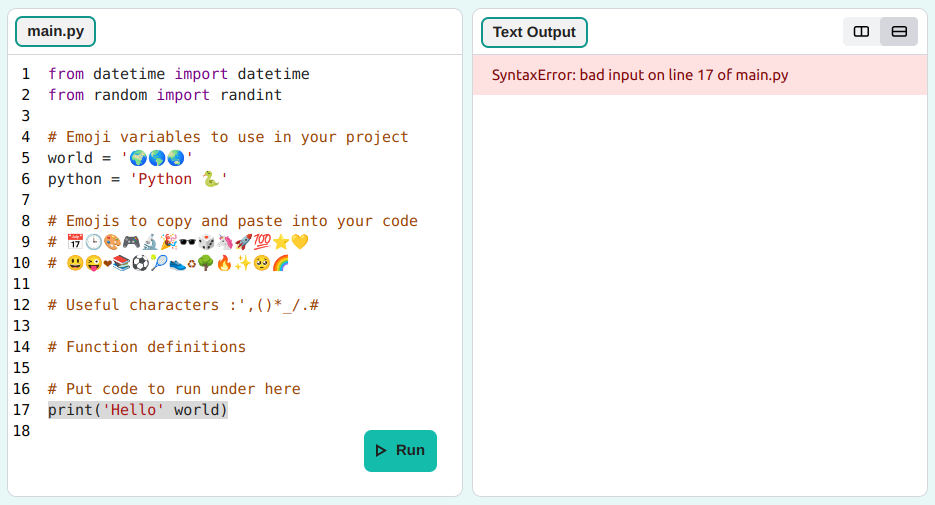 main.py
1 from datetime import datetime
2 from random import randint
3
4 # Emoji variables to use in your project
5 world = '🌍🌎🌏'
6 python = 'Python 🐍'
7
8 # Emojis to copy and paste into your code
9 # 📅🕒🎨🎮🔬🎉🕶️🎲🦄🚀💯⭐💛
10 # 😃😜❤📚⚽🎾👟♻🌳🔥✨🥺🌈
11
12 # Useful characters :',()*_/.#
13
14 # Function definitions
15
16 # Put code to run under here
17 print('Hello' world)
18
Run
Text Output
SyntaxError: bad input on line 17 of main.py